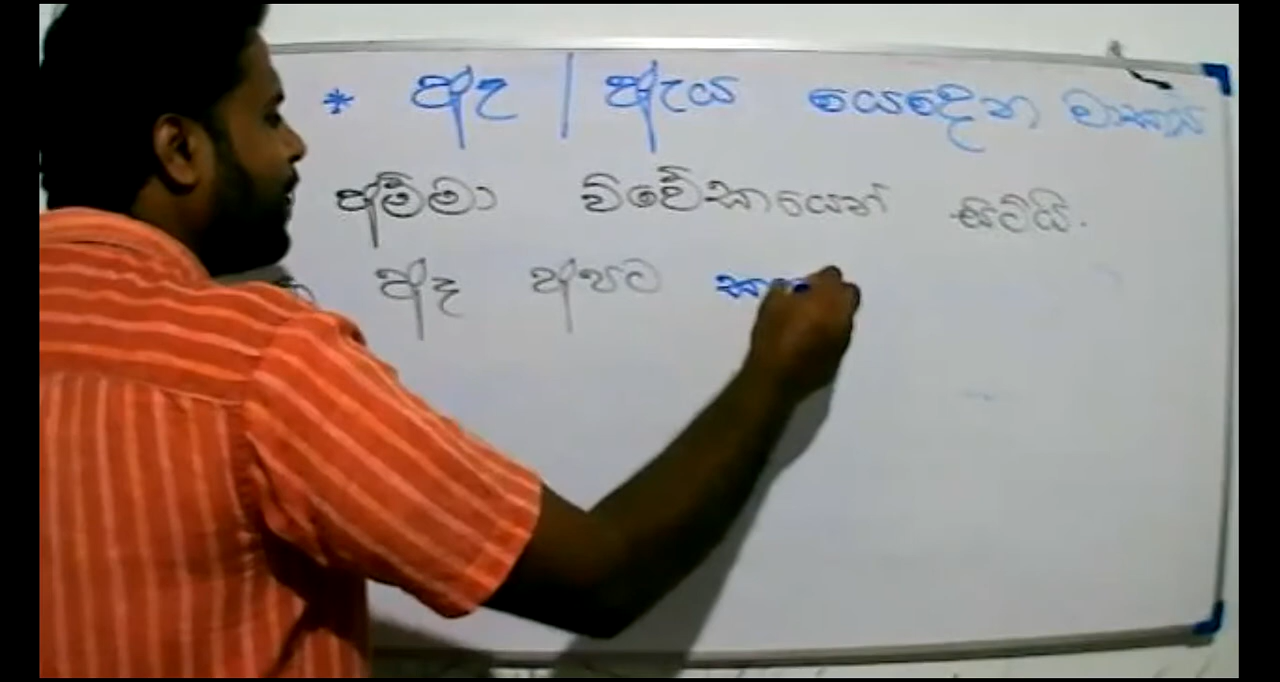 * ඇද / ඇය යෙදෙන වාක්‍ය
අම්මා විවේකයෙන් සිටියි.
ඇද අපට